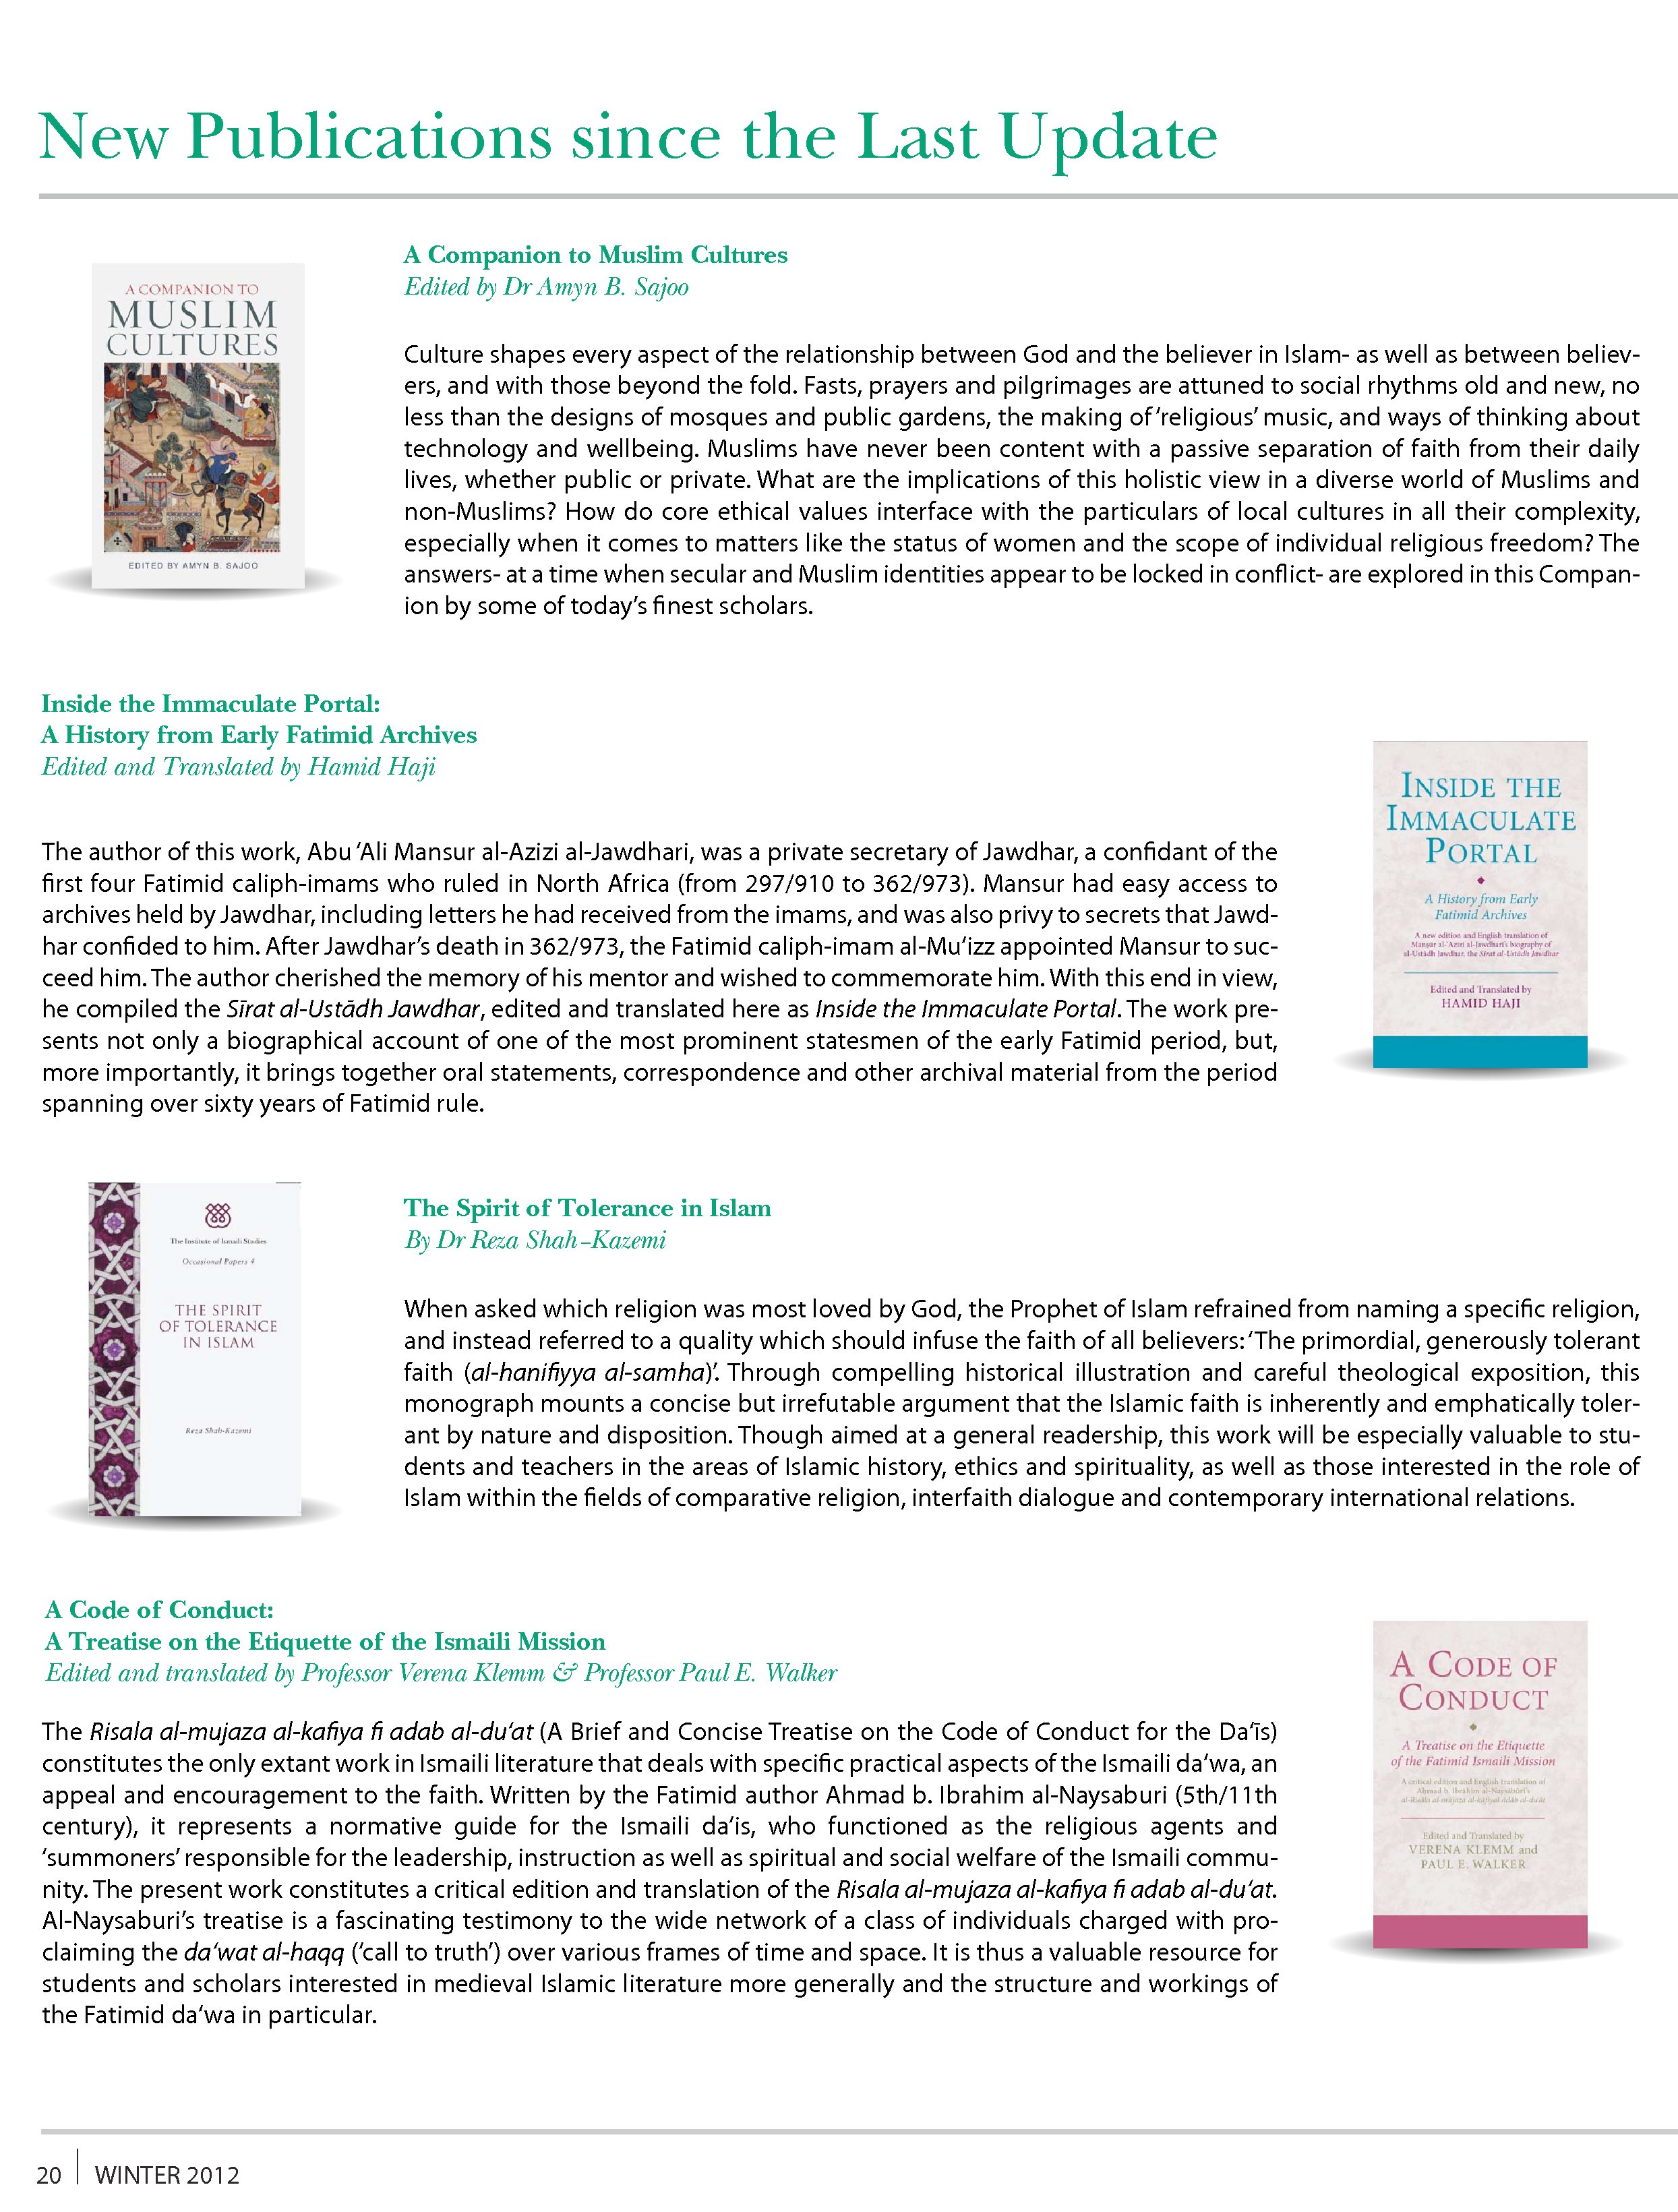 New Publications since the Last Update
A COMPANION TO
MUSLIM
CULTURES
EDITED BY AMYN B. SAJOO
A Companion to Muslim Cultures
Edited by Dr Amyn B. Sajoo
Culture shapes every aspect of the relationship between God and the believer in Islam- as well as between believ-
ers, and with those beyond the fold. Fasts, prayers and pilgrimages are attuned to social rhythms old and new, no
less than the designs of mosques and public gardens, the making of ‘religious’ music, and ways of thinking about
technology and wellbeing. Muslims have never been content with a passive separation of faith from their daily
lives, whether public or private. What are the implications of this holistic view in a diverse world of Muslims and
non-Muslims? How do core ethical values interface with the particulars of local cultures in all their complexity,
especially when it comes to matters like the status of women and the scope of individual religious freedom? The
answers- at a time when secular and Muslim identities appear to be locked in conflict- are explored in this Compan-
ion by some of today’s finest scholars.
Inside the Immaculate Portal:
A History from Early Fatimid Archives
Edited and Translated by Hamid Haji
The author of this work, Abu ‘Ali Mansur al-Azizi al-Jawdhari, was a private secretary of Jawdhar, a confidant of the
first four Fatimid caliph-imams who ruled in North Africa (from 297/910 to 362/973). Mansur had easy access to
archives held by Jawdhar, including letters he had received from the imams, and was also privy to secrets that Jawd-
har confided to him. After Jawdhar’s death in 362/973, the Fatimid caliph-imam al-Mu‘izz appointed Mansur to suc-
ceed him. The author cherished the memory of his mentor and wished to commemorate him. With this end in view,
he compiled the Sīrat al-Ustādh Jawdhar, edited and translated here as Inside the Immaculate Portal. The work pre-
sents not only a biographical account of one of the most prominent statesmen of the early Fatimid period, but,
more importantly, it brings together oral statements, correspondence and other archival material from the period
spanning over sixty years of Fatimid rule.
INSIDE THE
IMMACULATE
PORTAL
A History from Early
Fatimid Archives
A new edition and English translation of
Manṣūr al-‘Azīzī al-Jawdharī’s biography of
al-Ustādh Jawdhar, the Sīrat al-Ustādh Jawdhar
Edited and Translated by
HAMID HAJI
The Institute of Ismaili Studies
Occasional Papers 4
THE SPIRIT
OF TOLERANCE
IN ISLAM
Reza Shah-Kazemi
The Spirit of Tolerance in Islam
By Dr Reza Shah-Kazemi
When asked which religion was most loved by God, the Prophet of Islam refrained from naming a specific religion,
and instead referred to a quality which should infuse the faith of all believers: ‘The primordial, generously tolerant
faith (al-hanifiyya al-samha)’. Through compelling historical illustration and careful theological exposition, this
monograph mounts a concise but irrefutable argument that the Islamic faith is inherently and emphatically toler-
ant by nature and disposition. Though aimed at a general readership, this work will be especially valuable to stu-
dents and teachers in the areas of Islamic history, ethics and spirituality, as well as those interested in the role of
Islam within the fields of comparative religion, interfaith dialogue and contemporary international relations.
A Code of Conduct:
A Treatise on the Etiquette of the Ismaili Mission
Edited and translated by Professor Verena Klemm & Professor Paul E. Walker
The Risala al-mujaza al-kafiya fi adab al-du‘at (A Brief and Concise Treatise on the Code of Conduct for the Da‘īs)
constitutes the only extant work in Ismaili literature that deals with specific practical aspects of the Ismaili da‘wa, an
appeal and encouragement to the faith. Written by the Fatimid author Ahmad b. Ibrahim al-Naysaburi (5th/11th
century), it represents a normative guide for the Ismaili da‘is, who functioned as the religious agents and
‘summoners’ responsible for the leadership, instruction as well as spiritual and social welfare of the Ismaili commu-
nity. The present work constitutes a critical edition and translation of the Risala al-mujaza al-kafiya fi adab al-du‘at.
Al-Naysaburi’s treatise is a fascinating testimony to the wide network of a class of individuals charged with pro-
claiming the da‘wat al-haqq (‘call to truth’) over various frames of time and space. It is thus a valuable resource for
students and scholars interested in medieval Islamic literature more generally and the structure and workings of
the Fatimid da‘wa in particular.
A CODE OF
CONDUCT
A Treatise on the Etiquette
of the Fatimid Ismaili Mission
A critical edition and English translation of
Aḥmad b. Ibrāhīm al-Naysābūrī’s
al-Risāla al-mūjaza al-kāfiya fī ādāb al-du‘āt
Edited and Translated by
VERENA KLEMM and
PAUL E. WALKER
20 | WINTER 2012